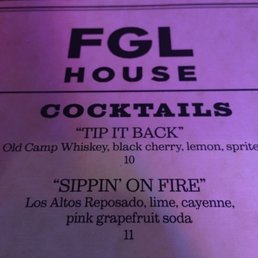 FGL
HOUSE
COCKTAILS
"TIP IT BACK"
Old Camp Whiskey, black cherry, lemon, sprite
10
"SIPPIN' ON FIRE"
Los Altos Reposado, lime, cayenne,
pink grapefruit soda
11